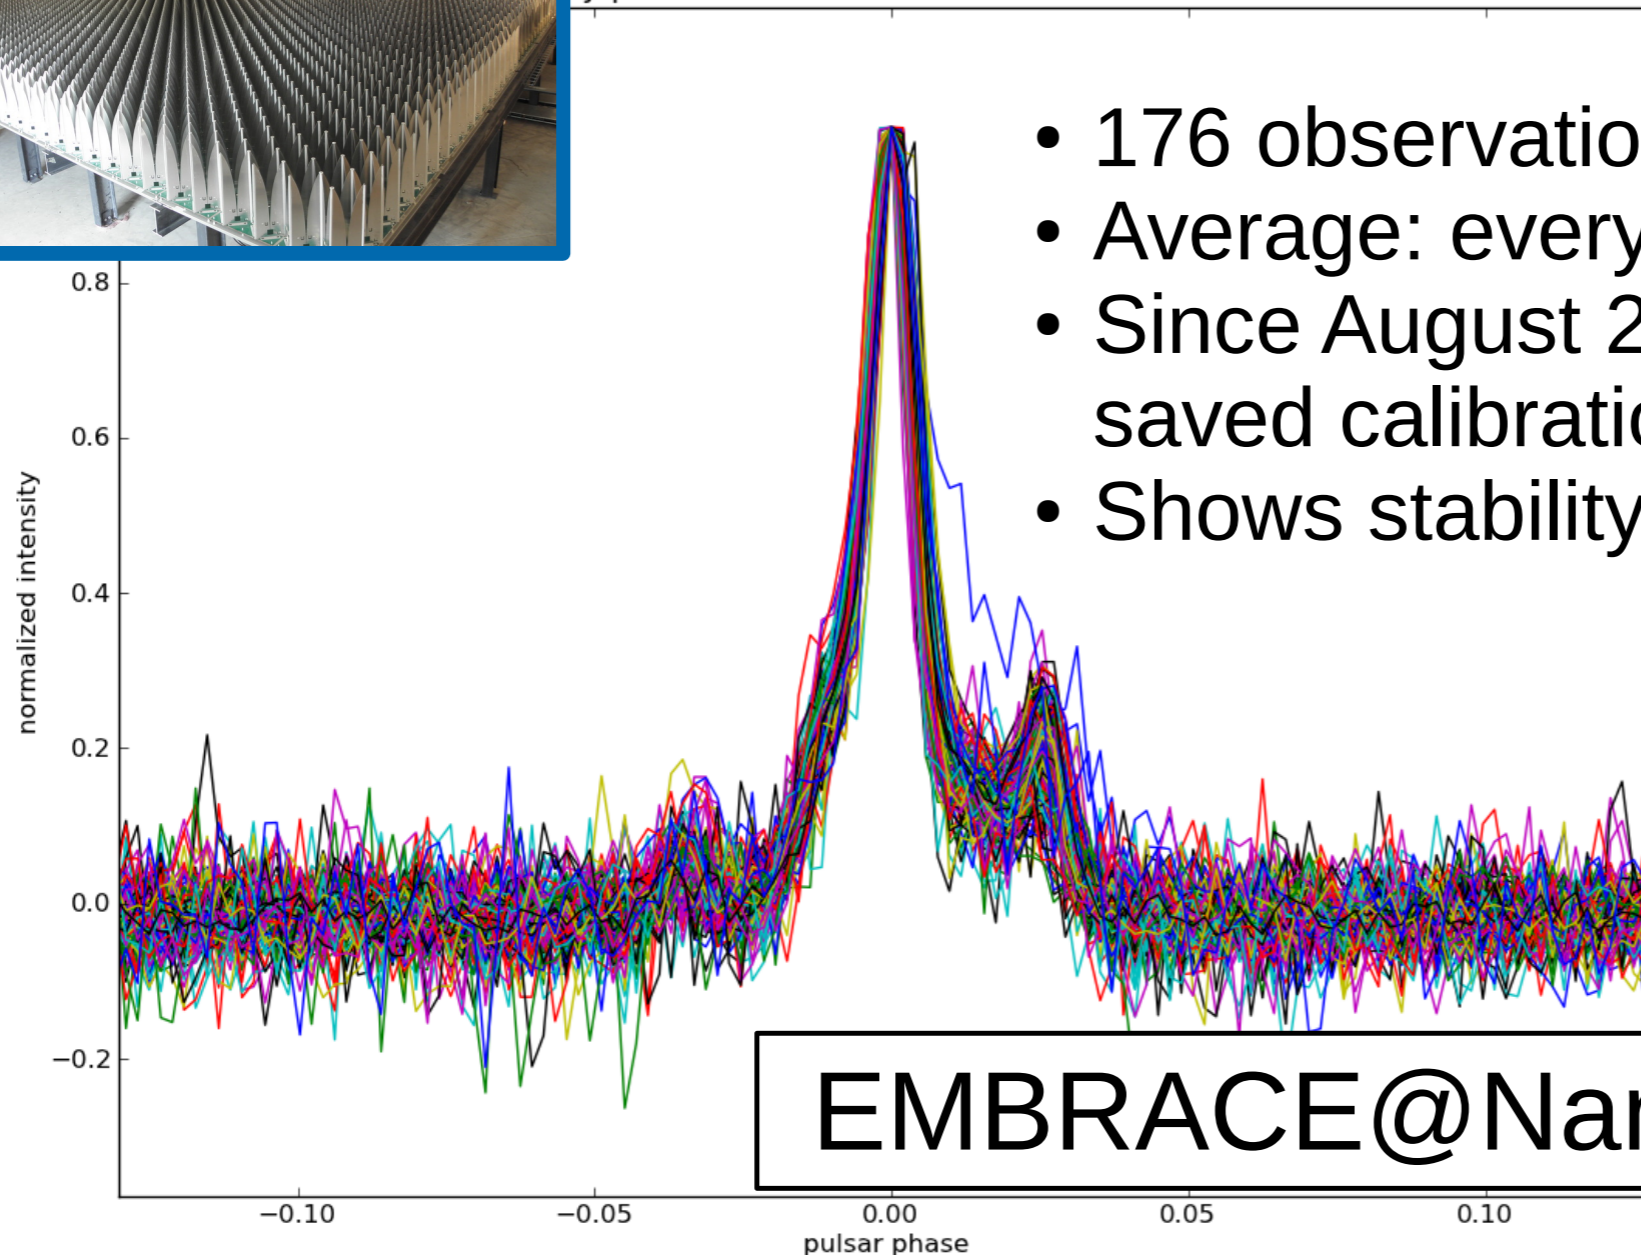 • 176 observatio
• Average: every
• Since August 2
saved calibratio
• Shows stability
0.8
0.6
0.4
0.2
0.0
−0.2
normalized intensity
EMBRACE@Nan
−0.10
−0.05
0.00
0.05
0.10
pulsar phase